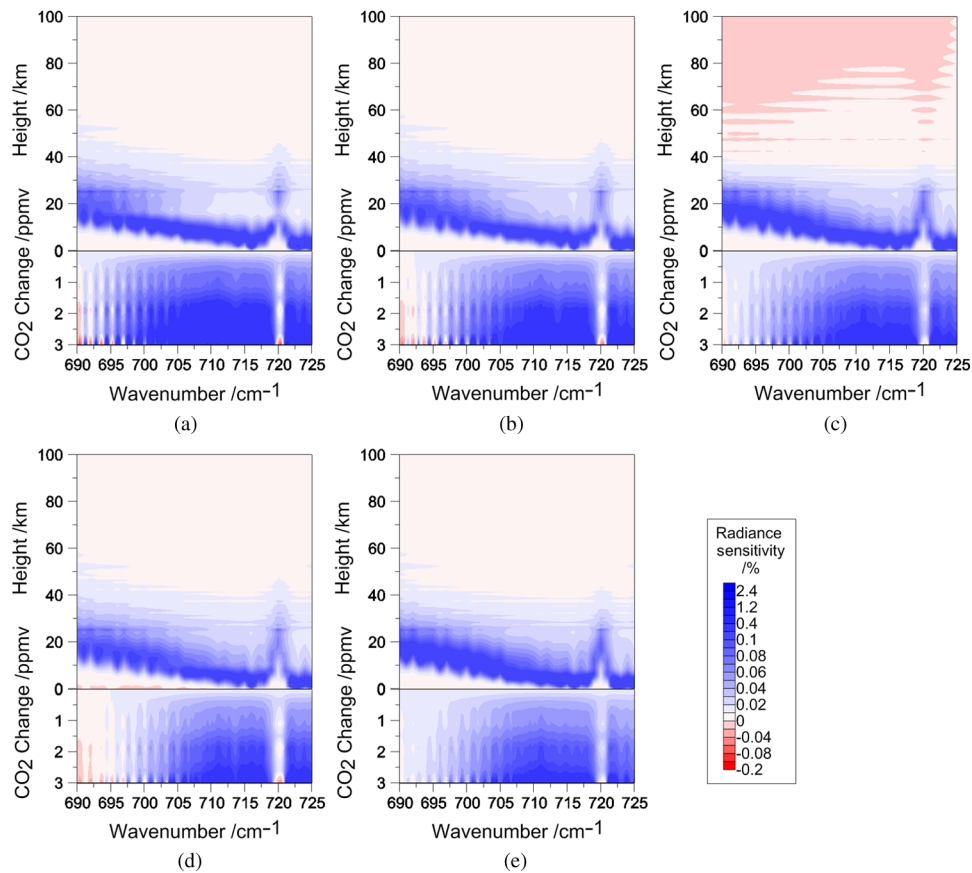 100
80
60
40
20
0
1
2
3
Height /km
CO2 Change /ppmv
690 695 700 705 710 715 720 725
Wavenumber /cm-1
(a)
100
80
60
40
20
0
1
2
3
Height /km
CO2 Change /ppmv
690 695 700 705 710 715 720 725
Wavenumber /cm-1
(b)
100
80
60
40
20
0
1
2
3
Height /km
CO2 Change /ppmv
690 695 700 705 710 715 720 725
Wavenumber /cm-1
(c)
100
80
60
40
20
0
1
2
3
Height /km
CO2 Change /ppmv
690 695 700 705 710 715 720 725
Wavenumber /cm-1
(d)
100
80
60
40
20
0
1
2
3
Height /km
CO2 Change /ppmv
690 695 700 705 710 715 720 725
Wavenumber /cm-1
(e)
Radiance
sensitivity
/%
2.4
1.2
0.4
0.1
0.08
0.06
0.04
0.02
0
-0.04
-0.08
-0.2